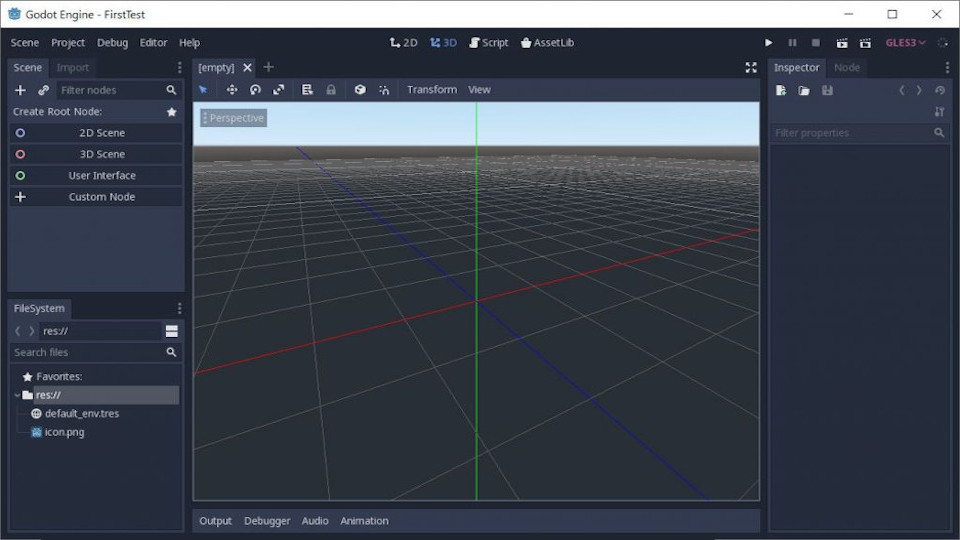 Godot Engine - FirstTest
Scene Project Debug Editor Help 2D 3D Script AssetLib GLES3
Scene Import
Filter nodes
Create Root Node:
2D Scene
3D Scene
User Interface
Custom Node
FileSystem
res://
Search files
Favorites:
res://
default_env.tres
icon.png
[empty]
Transform View
Perspective
Output Debugger Audio Animation
Inspector Node
Filter properties